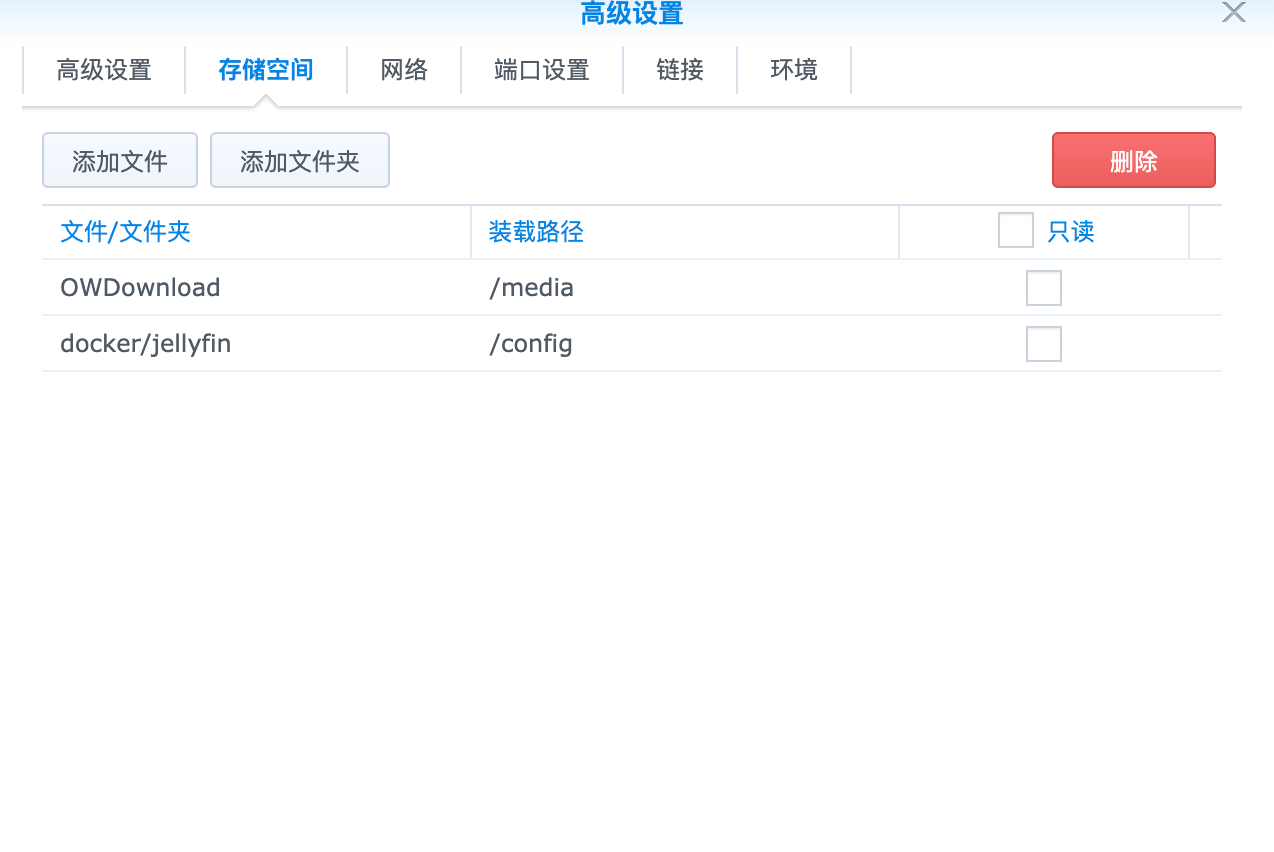 高级设置
高级设置 存储空间 网络 端口设置 链接 环境
添加文件 添加文件夹 删除
文件/文件夹 装载路径 只读
OWDownload /media
docker/jellyfin /config